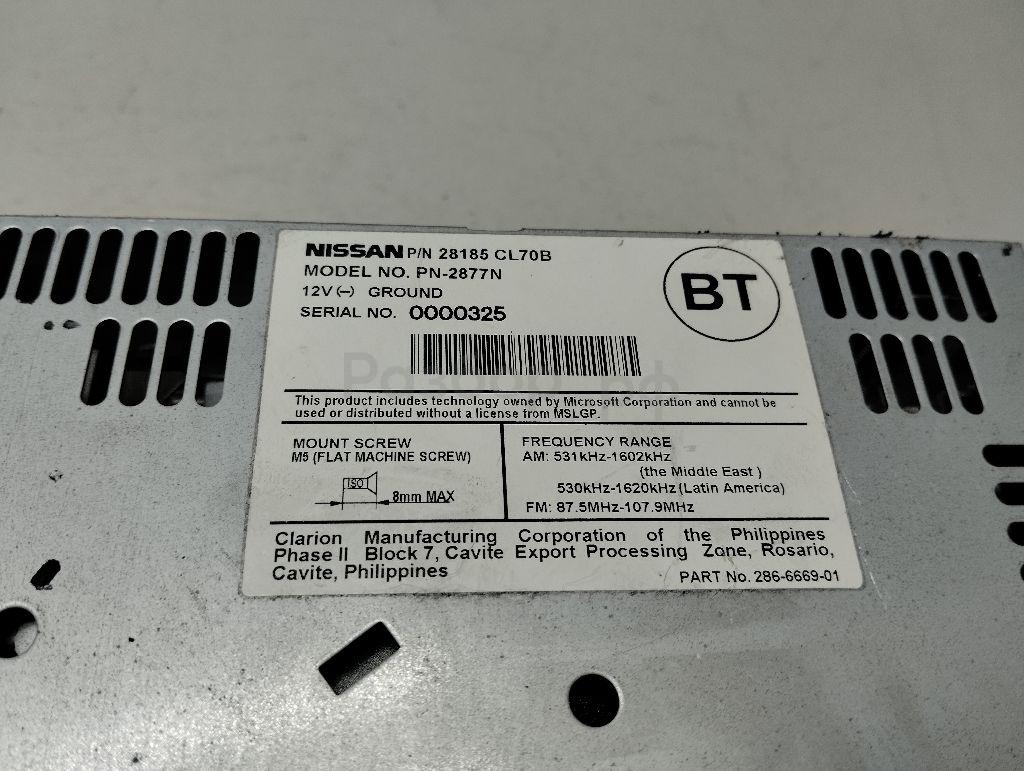 NISSAN P/N 28185 CL70B
MODEL NO. PN-2877N
12V (–) GROUND
SERIAL NO. 0000325
BT
This product includes technology owned by Microsoft Corporation and cannot be
used or distributed without a license from MSLGP.
MOUNT SCREW
M5 (FLAT MACHINE SCREW)
ISO
8mm MAX
FREQUENCY RANGE
AM: 531kHz-1602kHz
(the Middle East)
530kHz-1620kHz (Latin America)
FM: 87.5MHz-107.9MHz
Clarion Manufacturing Corporation of the Philippines
Phase II Block 7, Cavite Export Processing Zone, Rosario,
Cavite, Philippines
PART No. 286-6669-01